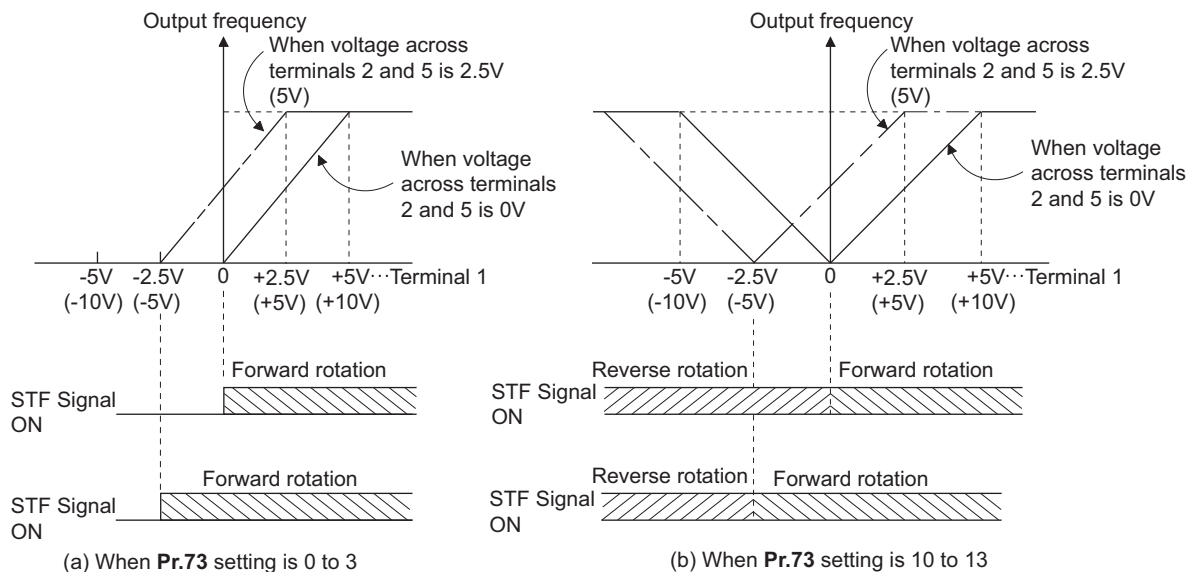 Output frequency
When voltage across
terminals 2 and 5 is 2.5V
(5V)
When voltage
across terminals
2 and 5 is 0V
-5V -2.5V 0 +2.5V +5V···Terminal 1
(-10V) (-5V) (+5V) (+10V)
Forward rotation
STF Signal
ON
Forward rotation
STF Signal
ON
(a) When Pr.73 setting is 0 to 3
Output frequency
When voltage across
terminals 2 and 5 is 2.5V
(5V)
When voltage
across terminals
2 and 5 is 0V
-5V -2.5V 0 +2.5V +5V···Terminal 1
(-10V) (-5V) (+5V) (+10V)
Reverse rotation Forward rotation
STF Signal
ON
Reverse rotation Forward rotation
STF Signal
ON
(b) When Pr.73 setting is 10 to 13